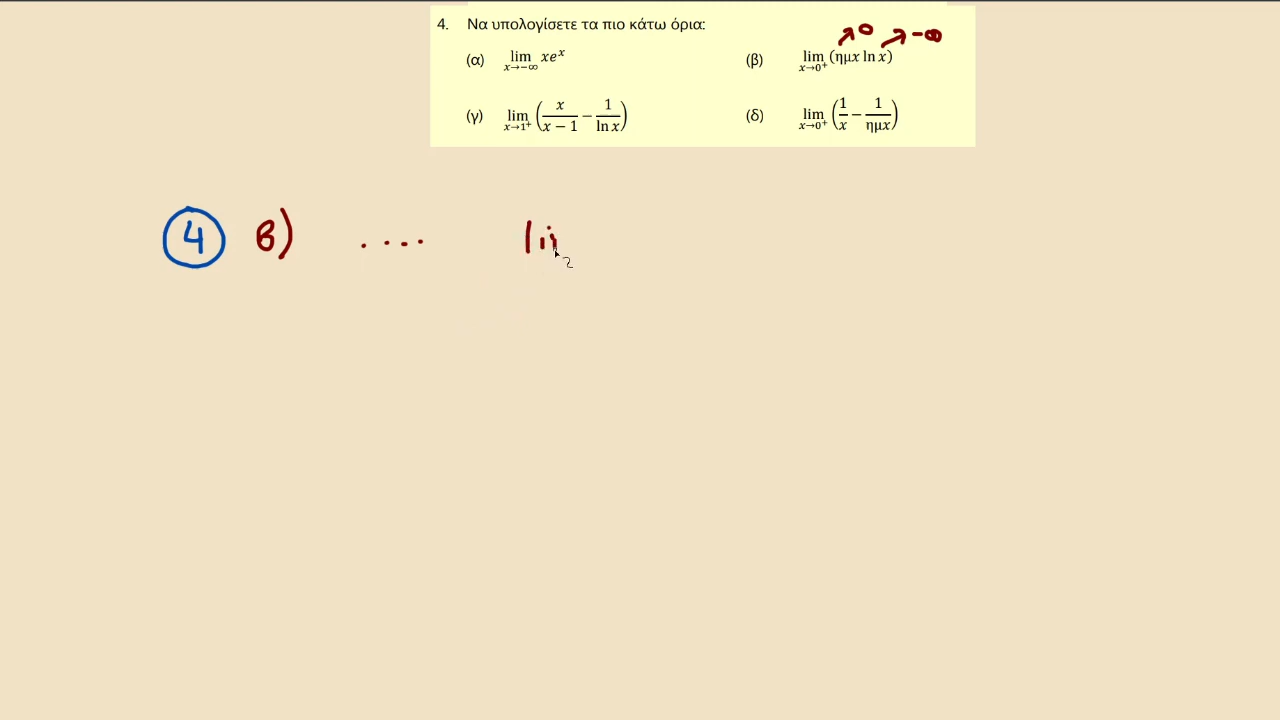 4. Να υπολογίσετε τα πιο κάτω όρια:
→0 →-∞
(α) lim x→-∞ xe^x (β) lim x→0⁺ (ημx ln x)
(γ) lim x→1⁺ (x/(x − 1) − 1/ln x) (δ) lim x→0⁺ (1/x − 1/ημx)
4 β) .... lim